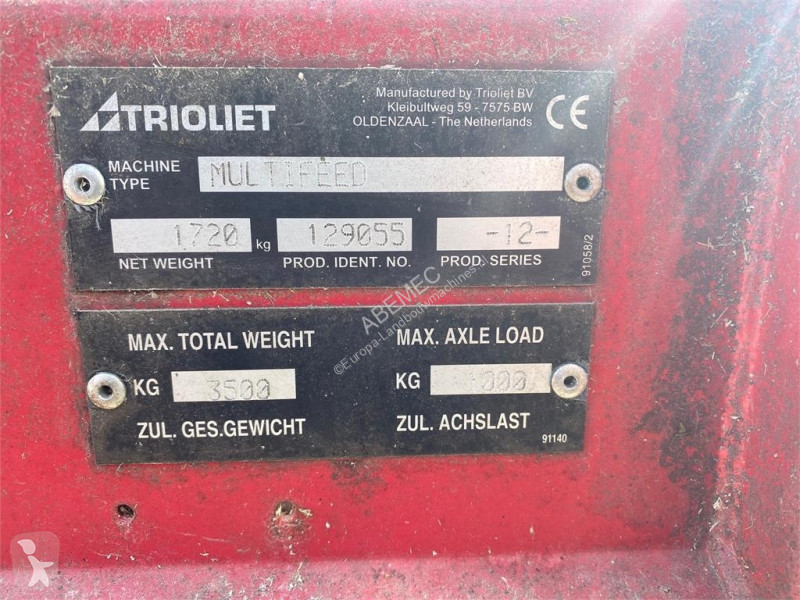 TRIOLIET
Manufactured by Trioliet BV
Kleibultweg 59 - 7575 BW
OLDENZAAL - The Netherlands
CE
MACHINE
TYPE
MULTIFEED
1720 kg
129055
-12-
NET WEIGHT
PROD. IDENT. NO.
PROD. SERIES
91058/2
MAX. TOTAL WEIGHT
KG 3500
ZUL. GES.GEWICHT
MAX. AXLE LOAD
KG
ZUL. ACHSLAST
91140
ABEMEC
©Europa-Landbouwmachines